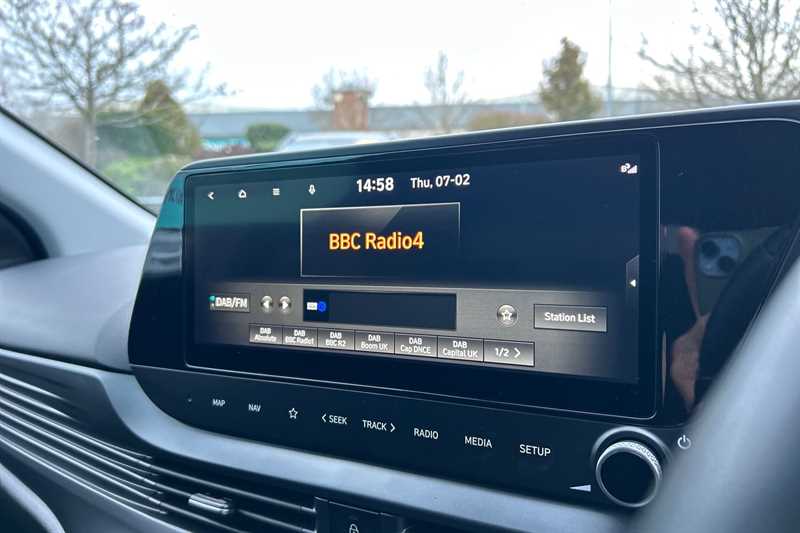 14:58 Thu, 07-02
BBC Radio4
DAB/FM
Station List
DAB
Absolute
DAB
BBC Radio1
DAB
BBC R2
DAB
Boom UK
DAB
Cap DNCE
DAB
Capital UK
1/2 >
MAP NAV < SEEK TRACK > RADIO MEDIA SETUP